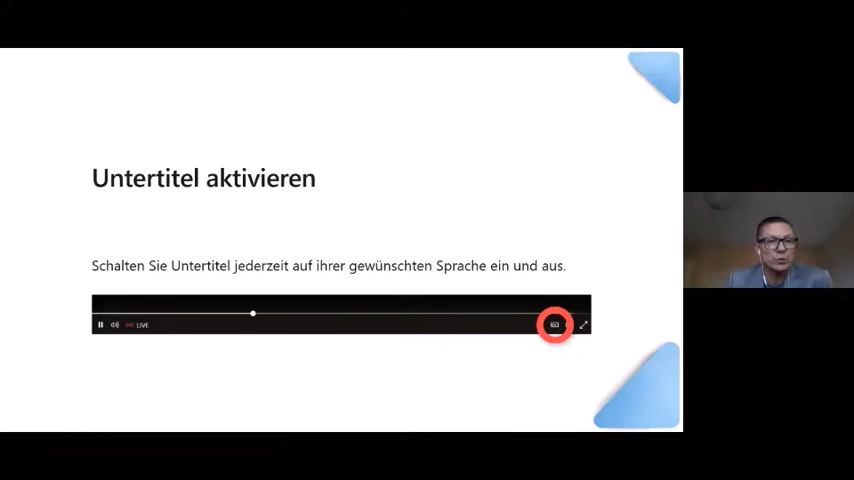 Untertitel aktivieren
Schalten Sie Untertitel jederzeit auf ihrer gewünschten Sprache ein und aus.
LIVE